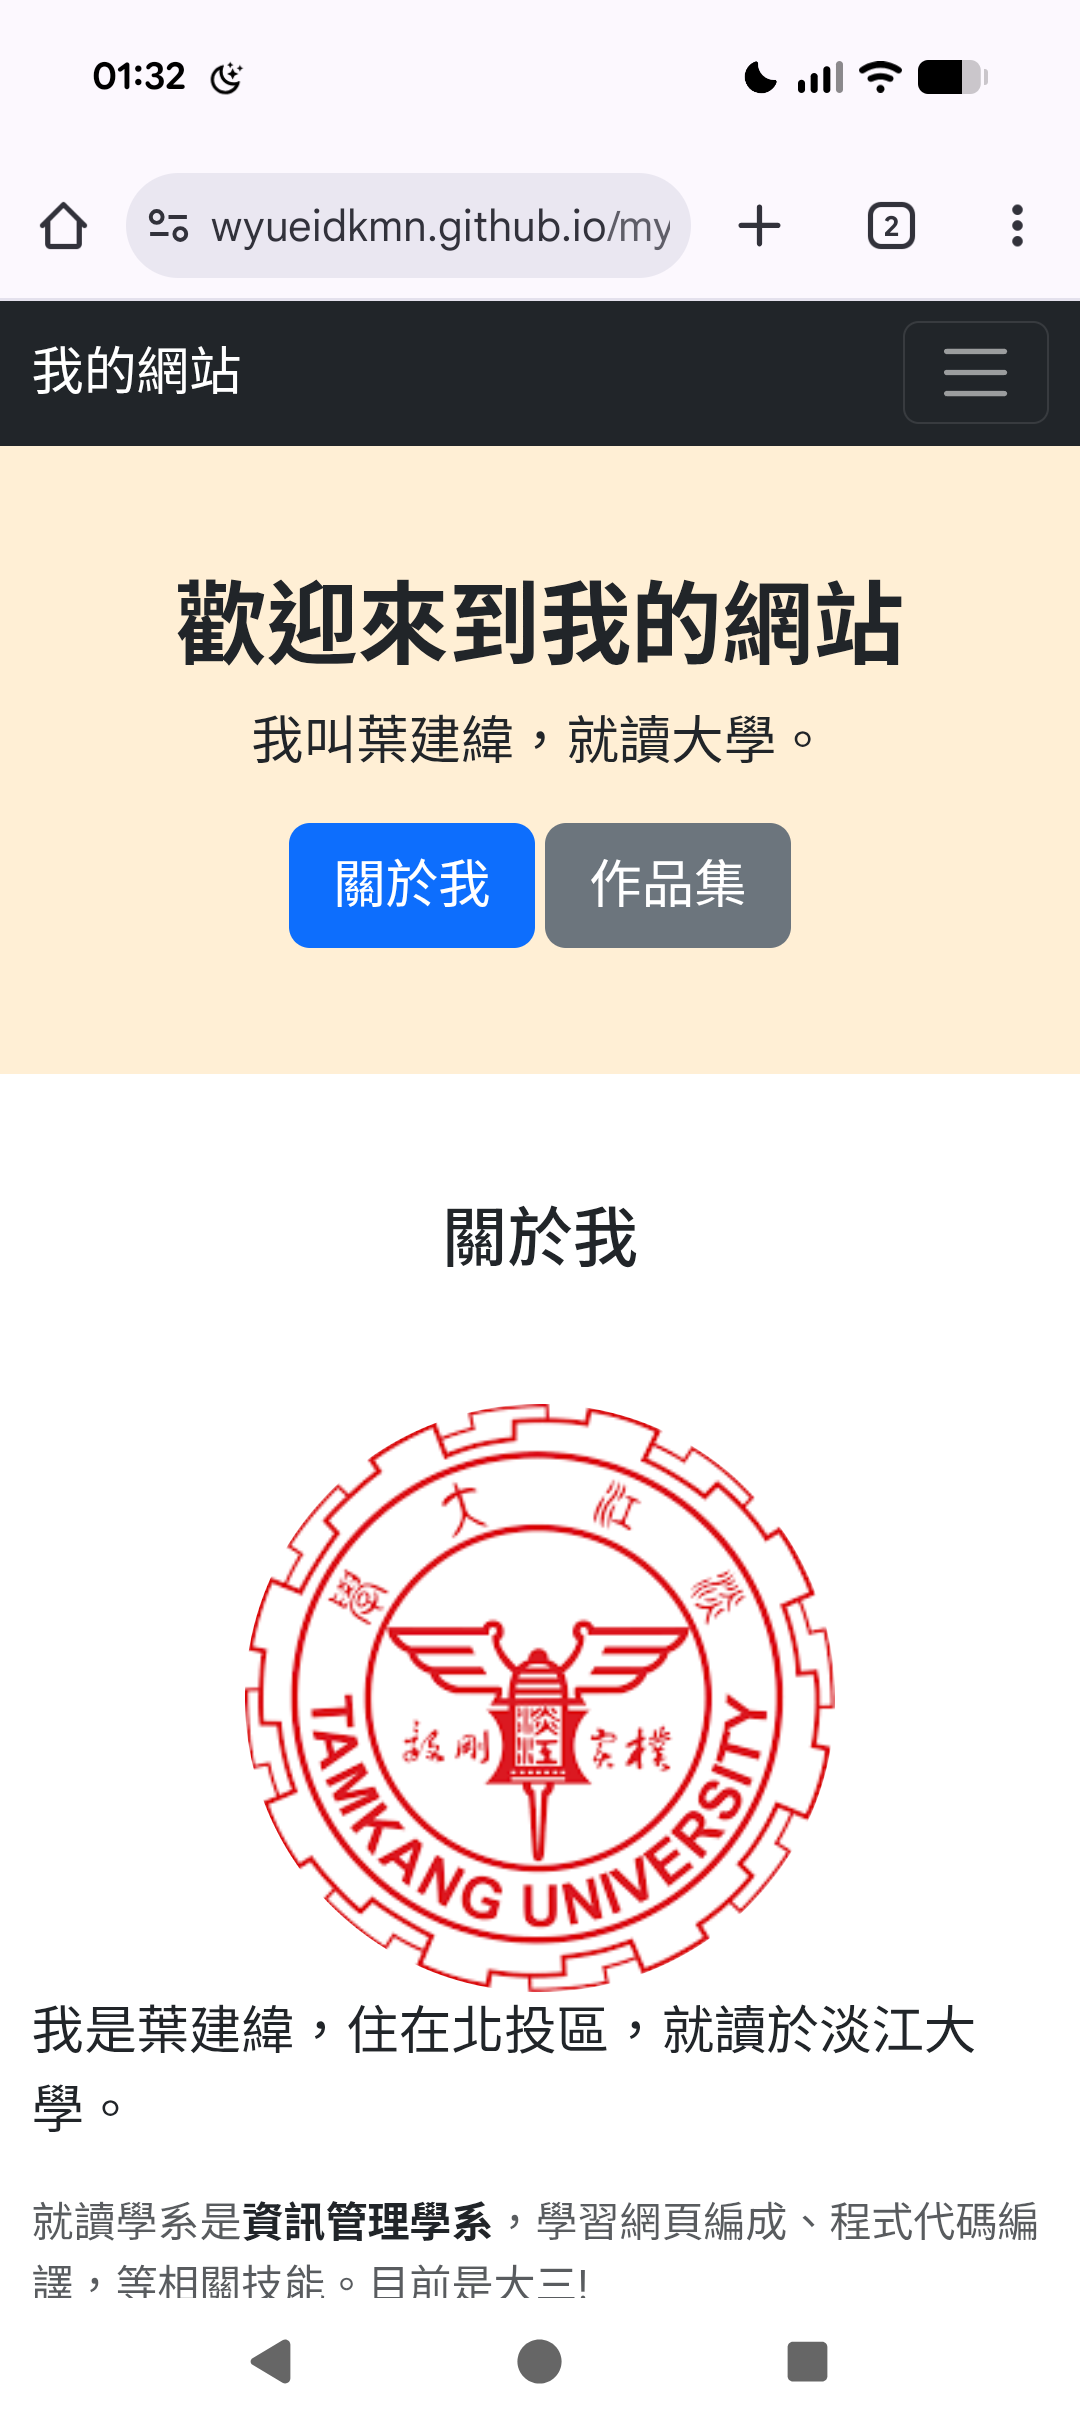 01:32
wyueidkmn.github.io/my
2
我的網站
歡迎來到我的網站
我叫葉建緯，就讀大學。
關於我 作品集
關於我
淡江大學
淡江
樸實剛毅
TAMKANG UNIVERSITY
我是葉建緯，住在北投區，就讀於淡江大
學。
就讀學系是資訊管理學系，學習網頁編成、程式代碼編
譯，等相關技能。目前是大三!